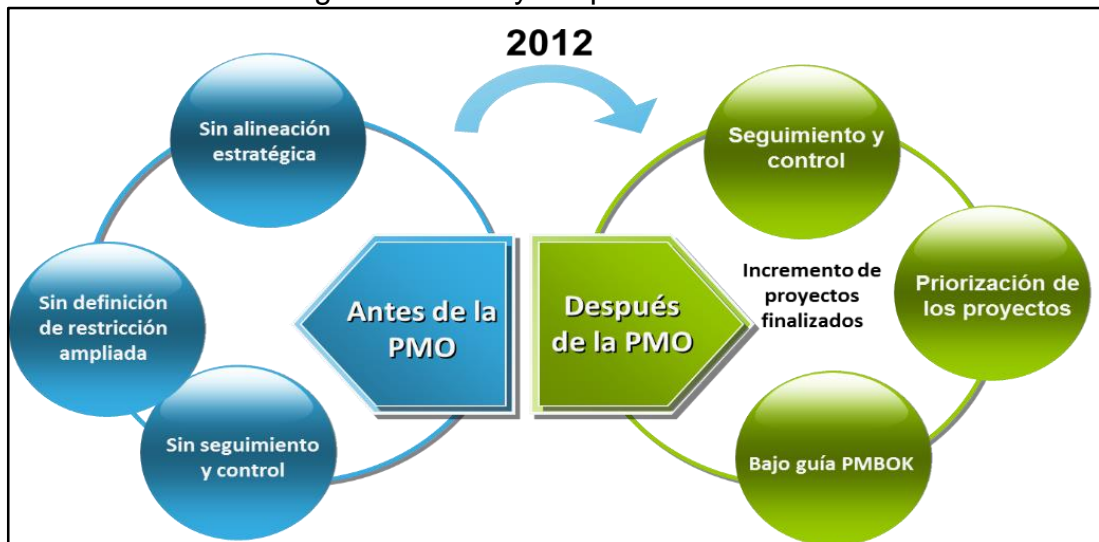 2012
Sin alineación
estratégica
Sin definición
de restricción
ampliada
Sin seguimiento
y control
Antes de la
PMO
Después
de la PMO
Incremento de
proyectos
finalizados
Seguimiento y
control
Priorización de
los proyectos
Bajo guía PMBOK